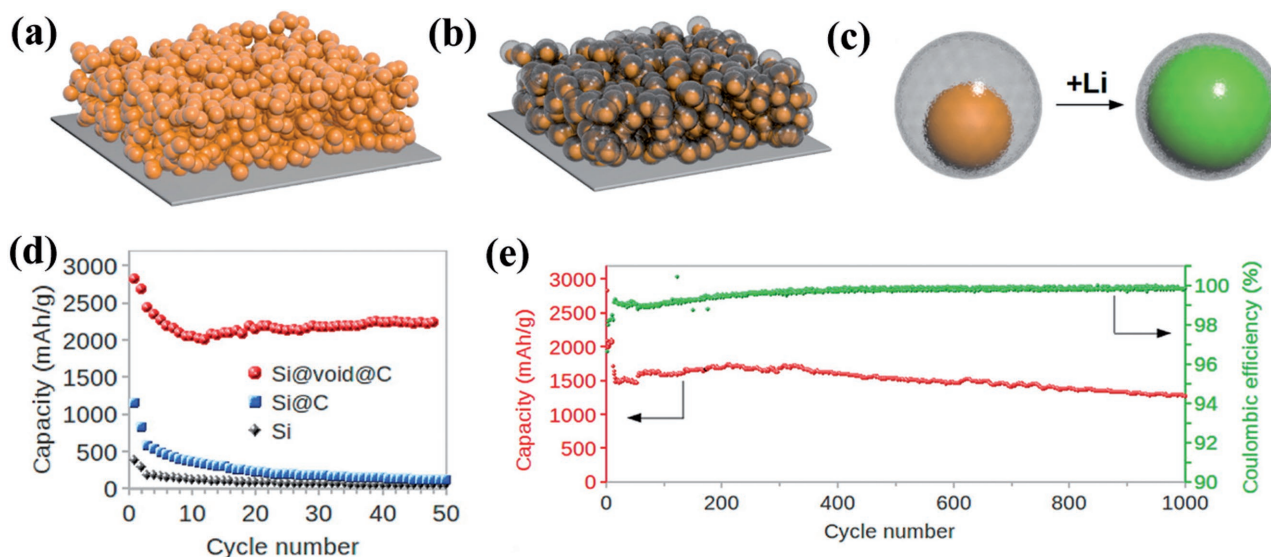 (a)
(b)
(c)
+Li
(d)
Capacity (mAh/g)
3000
2500
2000
1500
1000
500
0
Si@void@C
Si@C
Si
0
10
20
30
40
50
Cycle number
(e)
Capacity (mAh/g)
3000
2500
2000
1500
1000
500
0
0
200
400
600
800
1000
Cycle number
100
98
96
94
92
90
Coulombic efficiency (%)